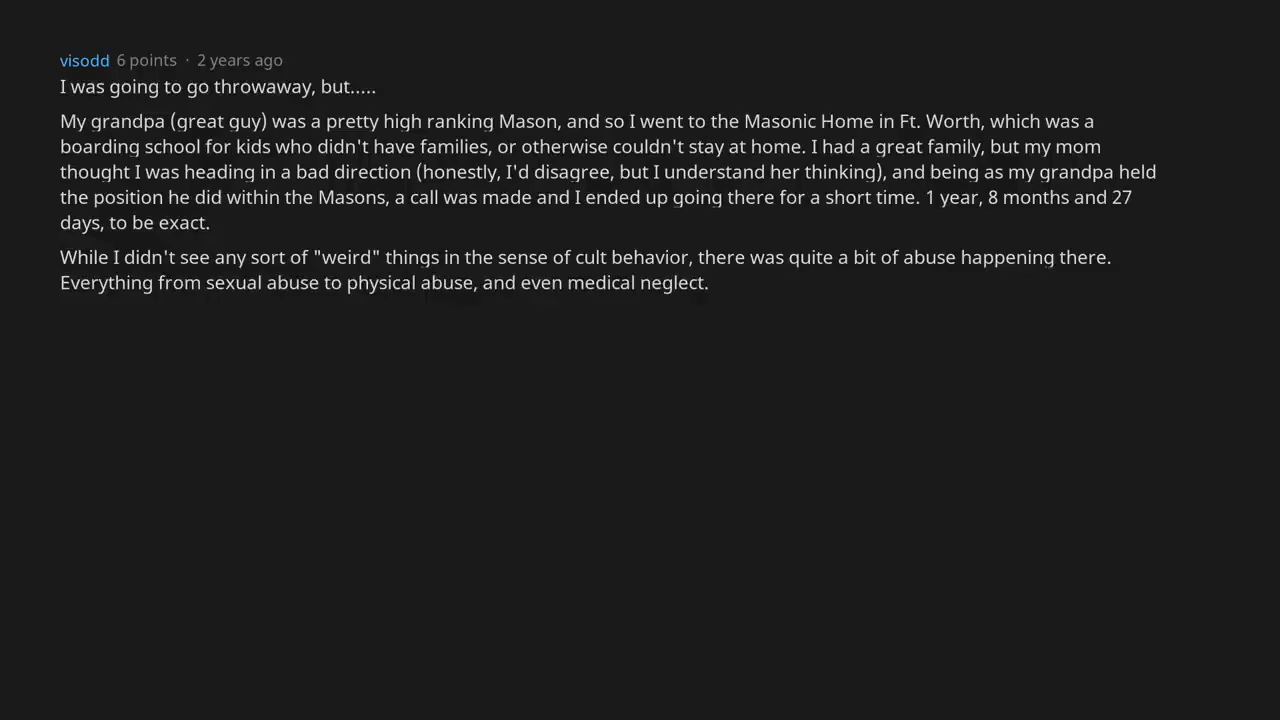 visodd 6 points · 2 years ago
I was going to go throwaway, but.....
My grandpa (great guy) was a pretty high ranking Mason, and so I went to the Masonic Home in Ft. Worth, which was a
boarding school for kids who didn't have families, or otherwise couldn't stay at home. I had a great family, but my mom
thought I was heading in a bad direction (honestly, I'd disagree, but I understand her thinking), and being as my grandpa held
the position he did within the Masons, a call was made and I ended up going there for a short time. 1 year, 8 months and 27
days, to be exact.
While I didn't see any sort of "weird" things in the sense of cult behavior, there was quite a bit of abuse happening there.
Everything from sexual abuse to physical abuse, and even medical neglect.